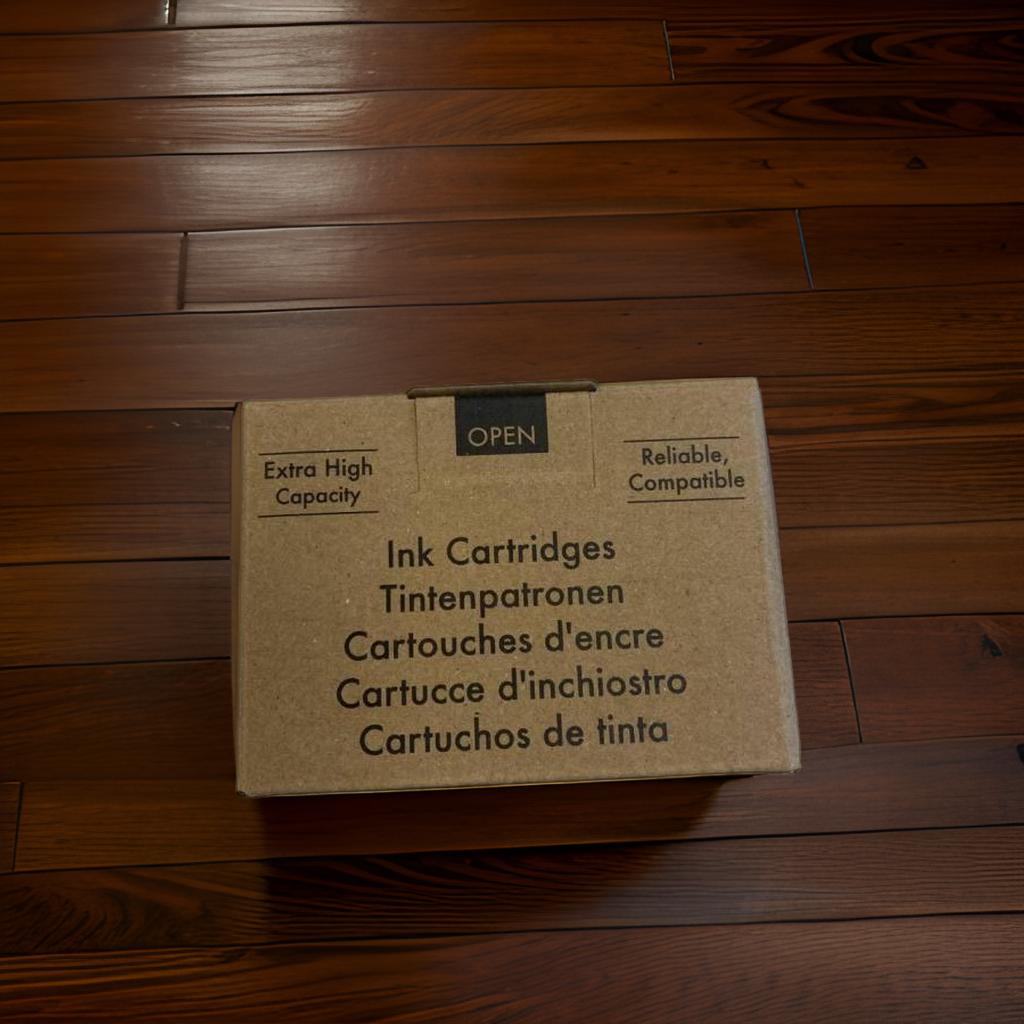 OPEN
Extra High
Capacity
Reliable,
Compatible
Ink Cartridges
Tintenpatronen
Cartouches d'encre
Cartucce d'inchiostro
Cartuchos de tinta